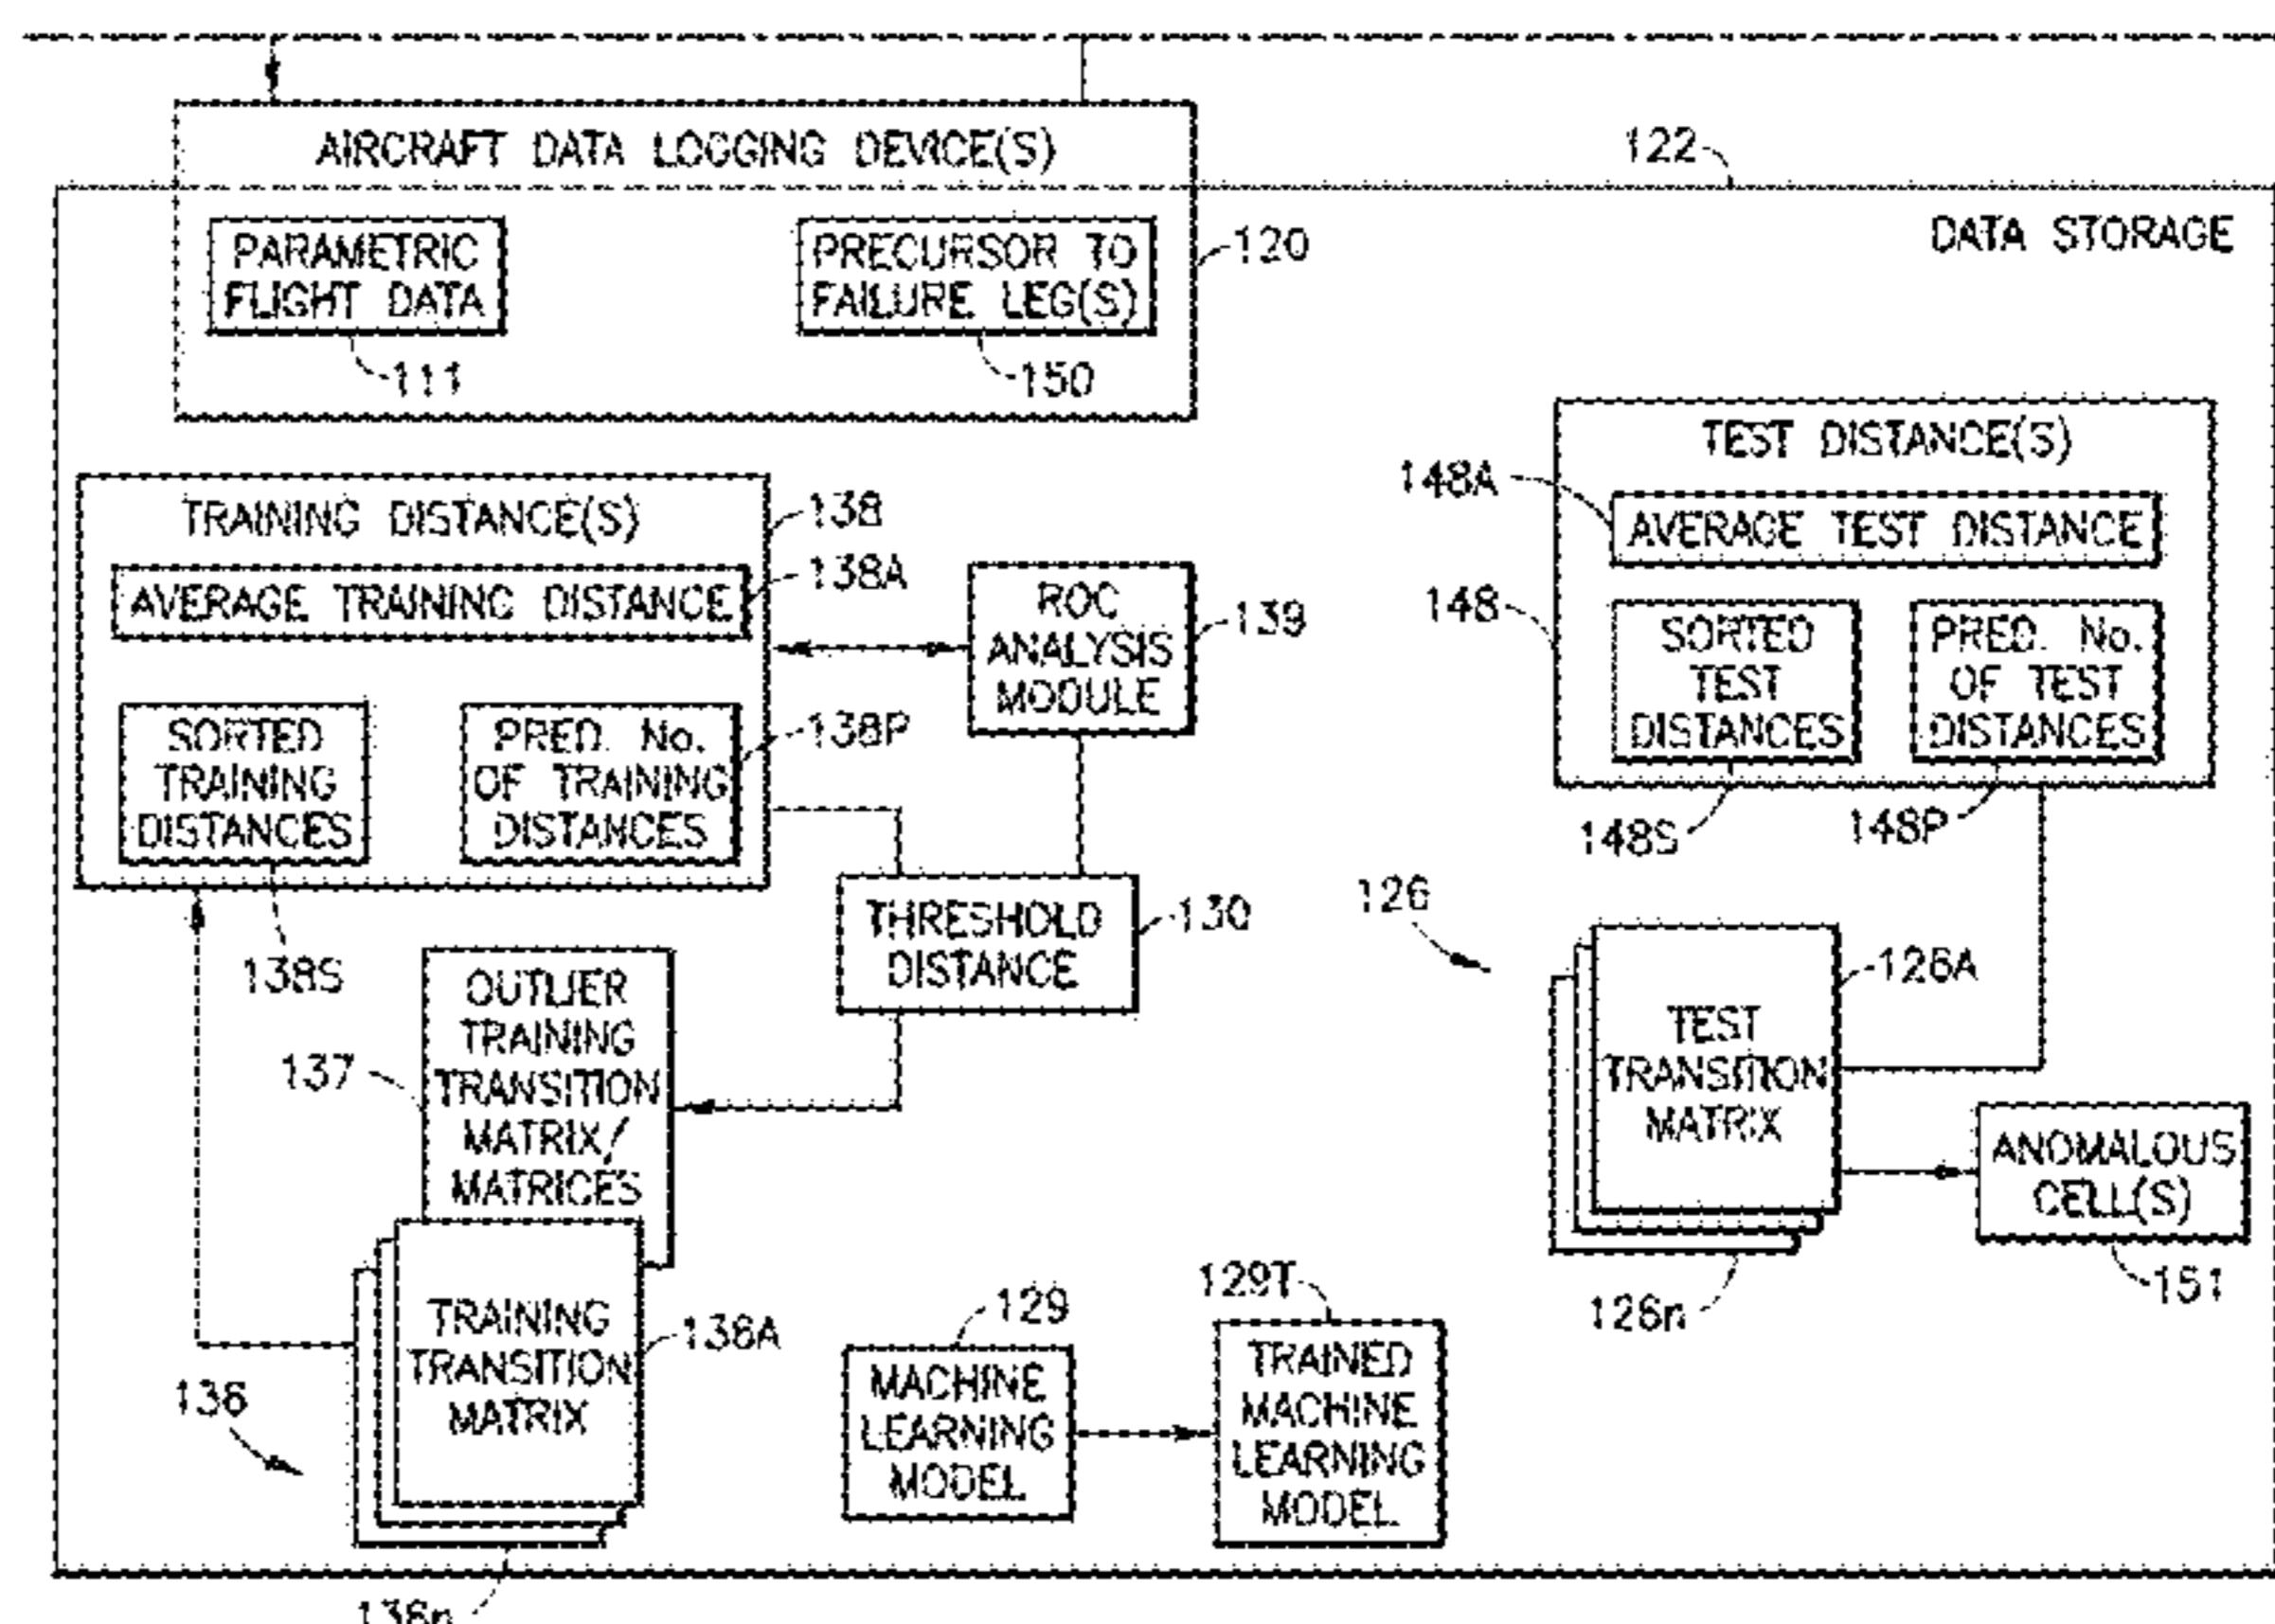 AIRCRAFT DATA LOGGING DEVICE(S)
122
DATA STORAGE
PARAMETRIC
FLIGHT DATA
111
PRECURSOR TO
FAILURE LEG(S)
150
120
TRAINING DISTANCE(S)
138
AVERAGE TRAINING DISTANCE
138A
SORTED
TRAINING
DISTANCES
138S
PRED. No.
OF TRAINING
DISTANCES
138P
ROC
ANALYSIS
MODULE
139
THRESHOLD
DISTANCE
130
TEST DISTANCE(S)
148A
AVERAGE TEST DISTANCE
148
SORTED
TEST
DISTANCES
148S
PRED. No.
OF TEST
DISTANCES
148P
126
TEST
TRANSITION
MATRIX
126A
126n
ANOMALOUS
CELL(S)
151
OUTLIER
TRAINING
TRANSITION
MATRIX/
MATRICES
137
TRAINING
TRANSITION
MATRIX
136A
136
136n
MACHINE
LEARNING
MODEL
129
TRAINED
MACHINE
LEARNING
MODEL
129T